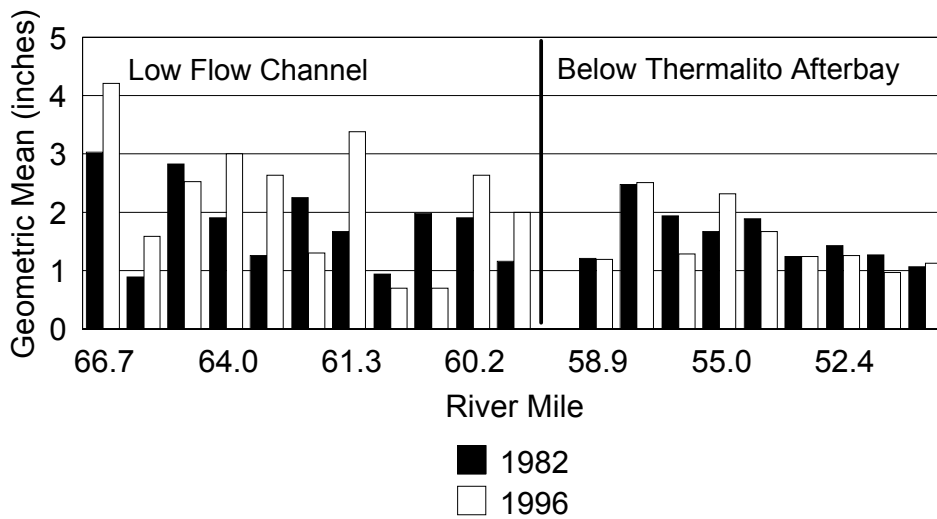 Geometric Mean (inches)
5
4
3
2
1
0
Low Flow Channel
Below Thermalito Afterbay
66.7 64.0 61.3 60.2 58.9 55.0 52.4
River Mile
1982
1996